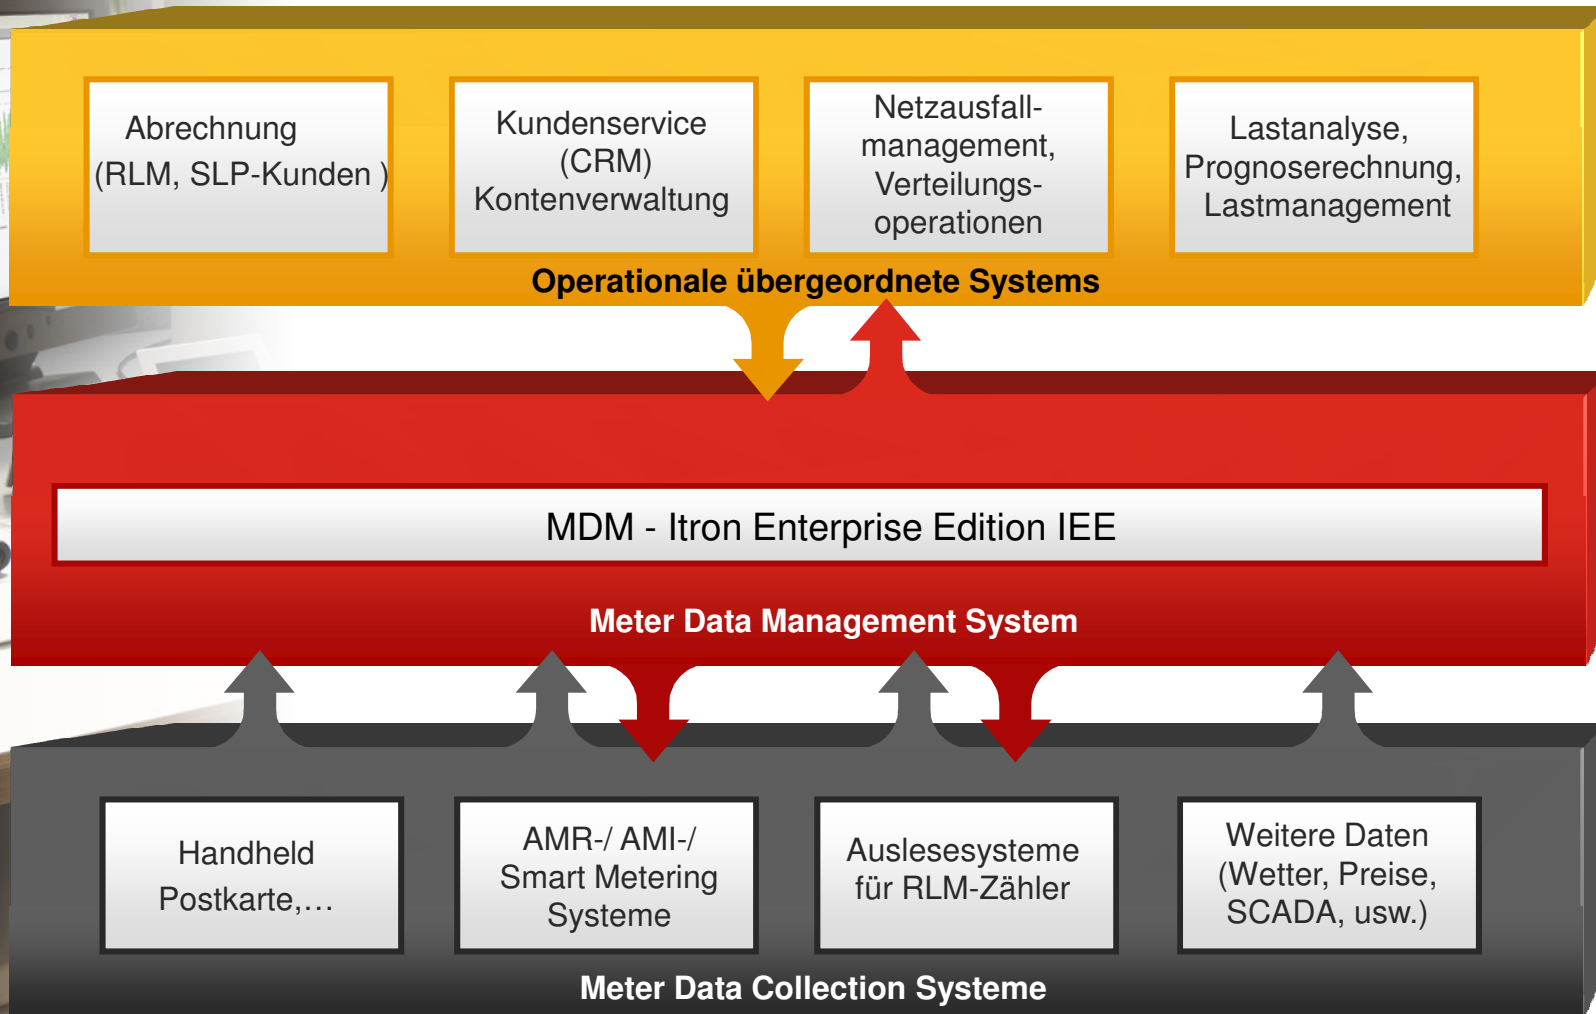 Abrechnung
(RLM, SLP-Kunden )
Kundenservice
(CRM)
Kontenverwaltung
Netzausfall-
management,
Verteilungs-
operationen
Lastanalyse,
Prognoserechnung,
Lastmanagement
Operationale übergeordnete Systems
MDM - Itron Enterprise Edition IEE
Meter Data Management System
Handheld
Postkarte,…
AMR-/ AMI-/
Smart Metering
Systeme
Auslesesysteme
für RLM-Zähler
Weitere Daten
(Wetter, Preise,
SCADA, usw.)
Meter Data Collection Systeme